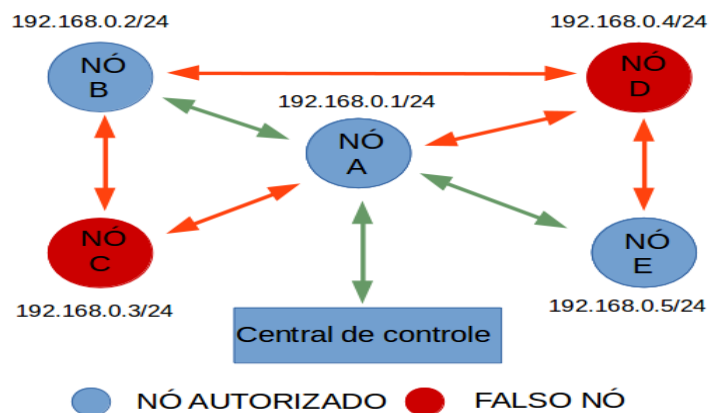 192.168.0.2/24
192.168.0.4/24
NÓ
B
NÓ
D
192.168.0.1/24
NÓ
A
NÓ
C
NÓ
E
192.168.0.3/24
192.168.0.5/24
Central de controle
NÓ AUTORIZADO
FALSO NÓ